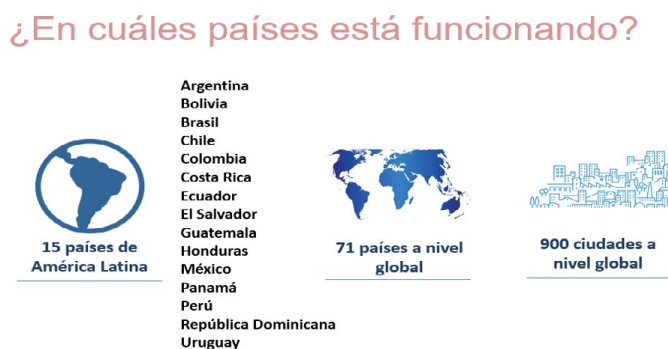 ¿En cuáles países está funcionando?
15 países de
América Latina
Argentina
Bolivia
Brasil
Chile
Colombia
Costa Rica
Ecuador
El Salvador
Guatemala
Honduras
México
Panamá
Perú
República Dominicana
Uruguay
71 países a nivel
global
900 ciudades a
nivel global